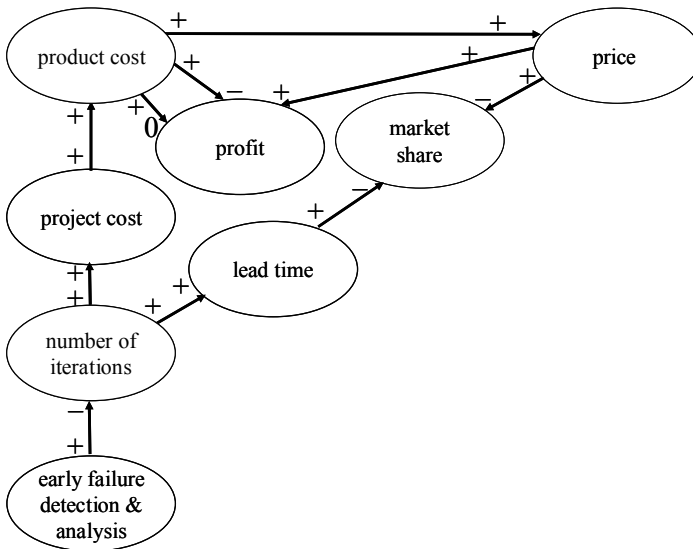 + +
product cost
price
+ +
+ − + +
+ −
0
profit
market
share
+
+
−
+
project cost
lead time
+
+ +
+
number of
iterations
−
+
early failure
detection &
analysis